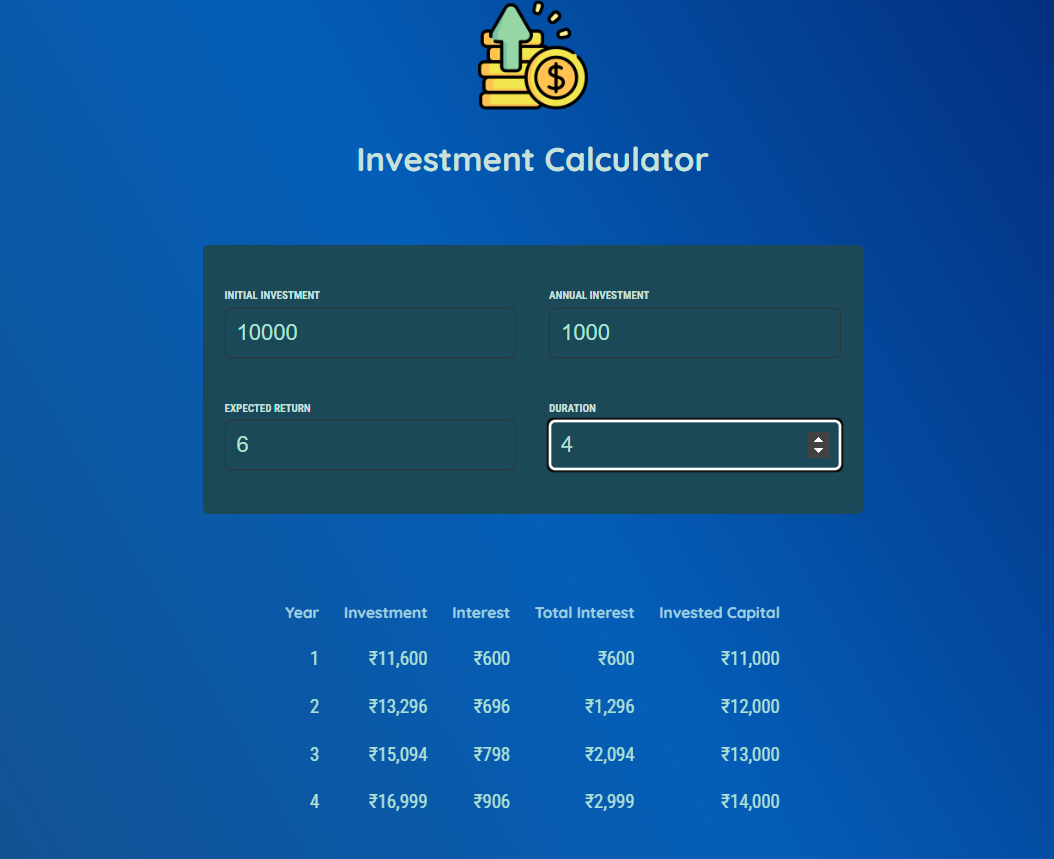 $
Investment Calculator
INITIAL INVESTMENT ANNUAL INVESTMENT
10000 1000
EXPECTED RETURN DURATION
6 4
Year Investment Interest Total Interest Invested Capital
1 ₹11,600 ₹600 ₹600 ₹11,000
2 ₹13,296 ₹696 ₹1,296 ₹12,000
3 ₹15,094 ₹798 ₹2,094 ₹13,000
4 ₹16,999 ₹906 ₹2,999 ₹14,000